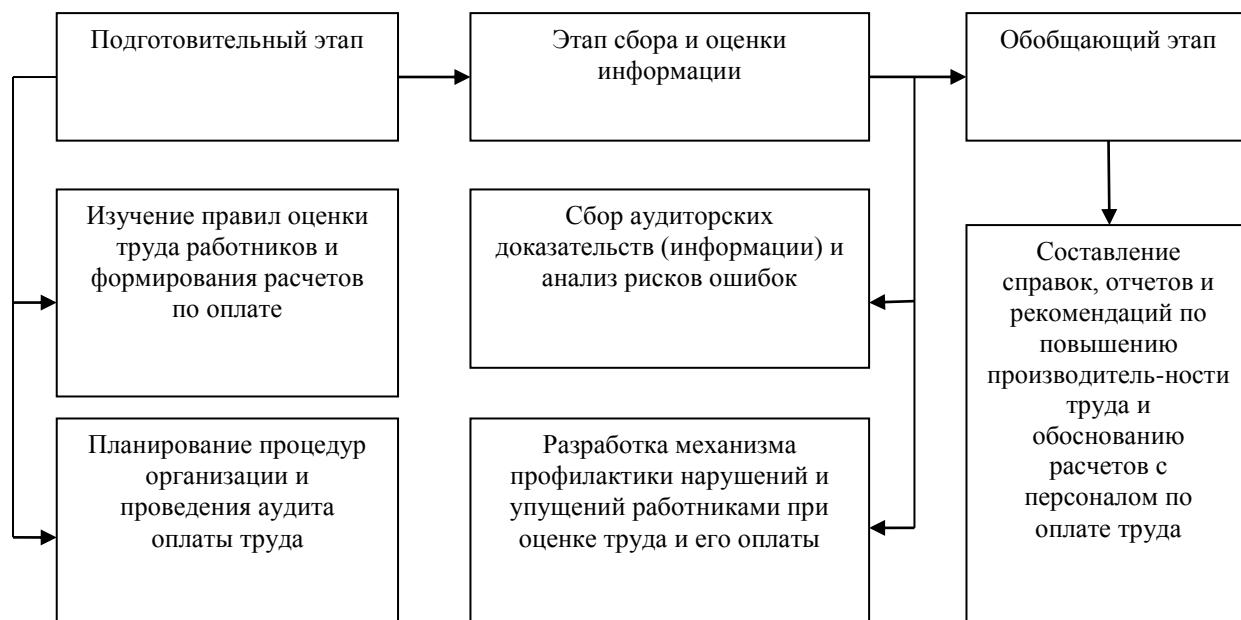 Подготовительный этап
Этап сбора и оценки
информации
Обобщающий этап
Изучение правил оценки
труда работников и
формирования расчетов
по оплате
Сбор аудиторских
доказательств (информации) и
анализ рисков ошибок
Составление
справок, отчетов и
рекомендаций по
повышению
производитель-ности
труда и
обоснованию
расчетов с
персоналом по
оплате труда
Планирование процедур
организации и
проведения аудита
оплаты труда
Разработка механизма
профилактики нарушений и
упущений работниками при
оценке труда и его оплаты